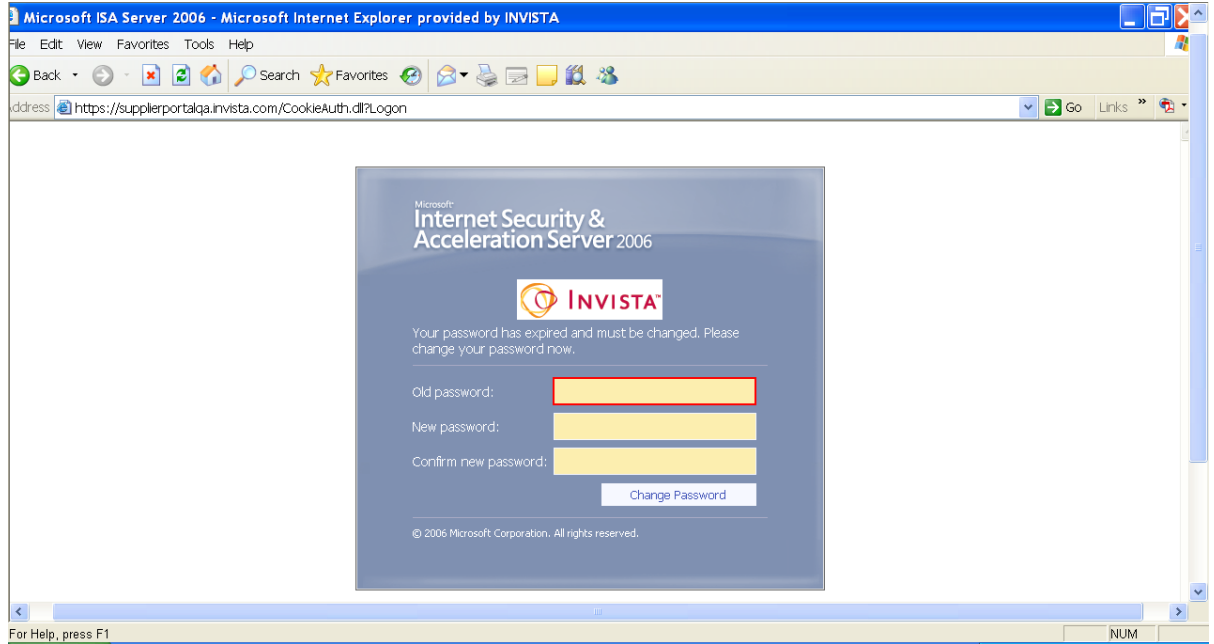 Microsoft ISA Server 2006 - Microsoft Internet Explorer provided by INVISTA
File Edit View Favorites Tools Help
Back Search Favorites
Address https://supplierportalqa.invista.com/CookieAuth.dll?Logon Go Links »
Microsoft
Internet Security &
Acceleration Server 2006
INVISTA™
Your password has expired and must be changed. Please
change your password now.
Old password:
New password:
Confirm new password:
Change Password
© 2006 Microsoft Corporation. All rights reserved.
For Help, press F1 NUM